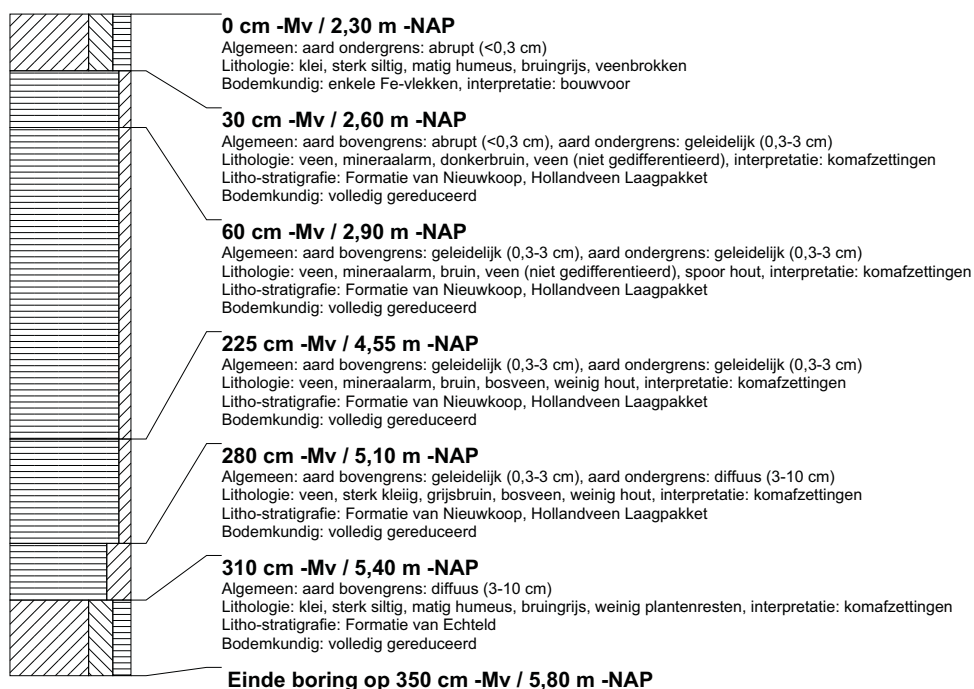 0 cm -Mv / 2,30 m -NAP
Algemeen: aard ondergrens: abrupt (<0,3 cm)
Lithologie: klei, sterk siltig, matig humeus, bruingrijs, veenbrokken
Bodemkundig: enkele Fe-vlekken, interpretatie: bouwvoor
30 cm -Mv / 2,60 m -NAP
Algemeen: aard bovengrens: abrupt (<0,3 cm), aard ondergrens: geleidelijk (0,3-3 cm)
Lithologie: veen, mineraalarm, donkerbruin, veen (niet gedifferentieerd), interpretatie: komafzettingen
Litho-stratigrafie: Formatie van Nieuwkoop, Hollandveen Laagpakket
Bodemkundig: volledig gereduceerd
60 cm -Mv / 2,90 m -NAP
Algemeen: aard bovengrens: geleidelijk (0,3-3 cm), aard ondergrens: geleidelijk (0,3-3 cm)
Lithologie: veen, mineraalarm, bruin, veen (niet gedifferentieerd), spoor hout, interpretatie: komafzettingen
Litho-stratigrafie: Formatie van Nieuwkoop, Hollandveen Laagpakket
Bodemkundig: volledig gereduceerd
225 cm -Mv / 4,55 m -NAP
Algemeen: aard bovengrens: geleidelijk (0,3-3 cm), aard ondergrens: geleidelijk (0,3-3 cm)
Lithologie: veen, mineraalarm, bruin, bosveen, weinig hout, interpretatie: komafzettingen
Litho-stratigrafie: Formatie van Nieuwkoop, Hollandveen Laagpakket
Bodemkundig: volledig gereduceerd
280 cm -Mv / 5,10 m -NAP
Algemeen: aard bovengrens: geleidelijk (0,3-3 cm), aard ondergrens: diffuus (3-10 cm)
Lithologie: veen, sterk kleiig, grijsbruin, bosveen, weinig hout, interpretatie: komafzettingen
Litho-stratigrafie: Formatie van Nieuwkoop, Hollandveen Laagpakket
Bodemkundig: volledig gereduceerd
310 cm -Mv / 5,40 m -NAP
Algemeen: aard bovengrens: diffuus (3-10 cm)
Lithologie: klei, sterk siltig, matig humeus, bruingrijs, weinig plantenresten, interpretatie: komafzettingen
Litho-stratigrafie: Formatie van Echteld
Bodemkundig: volledig gereduceerd
Einde boring op 350 cm -Mv / 5,80 m -NAP